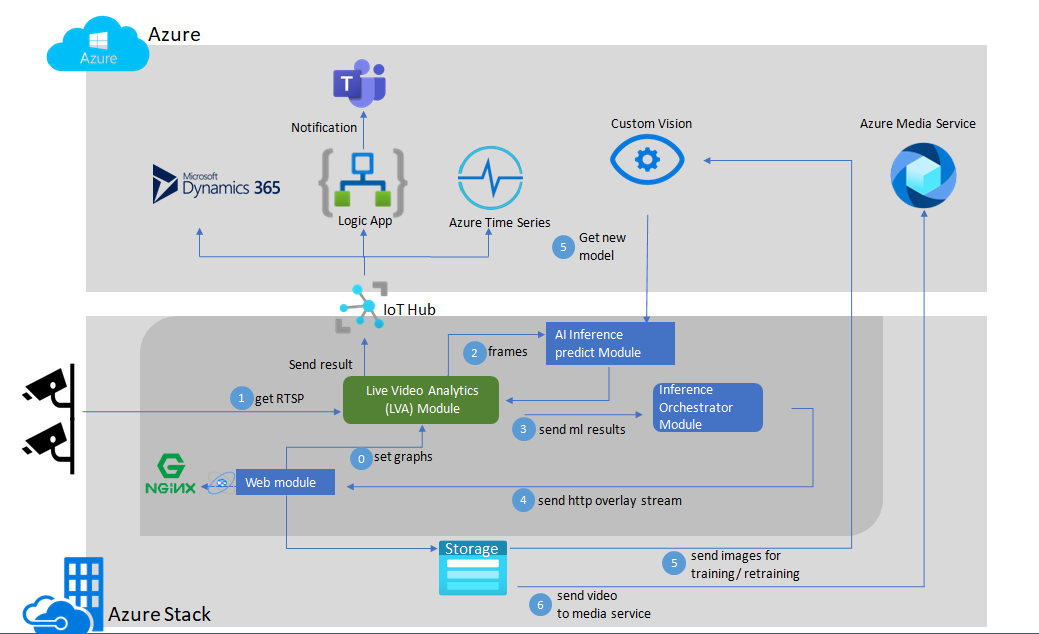 Azure
Azure
T
Notification
Custom Vision
Azure Media Service
Microsoft
Dynamics 365
Logic App
Azure Time Series
5
Get new
model
IoT Hub
Send result
2
frames
AI Inference
predict Module
1
get RTSP
Live Video Analytics
(LVA) Module
Inference
Orchestrator
Module
3
send ml results
0
set graphs
NGINX
Web module
4
send http overlay stream
Storage
5
send images for
training/ retraining
6
send video
to media service
Azure Stack